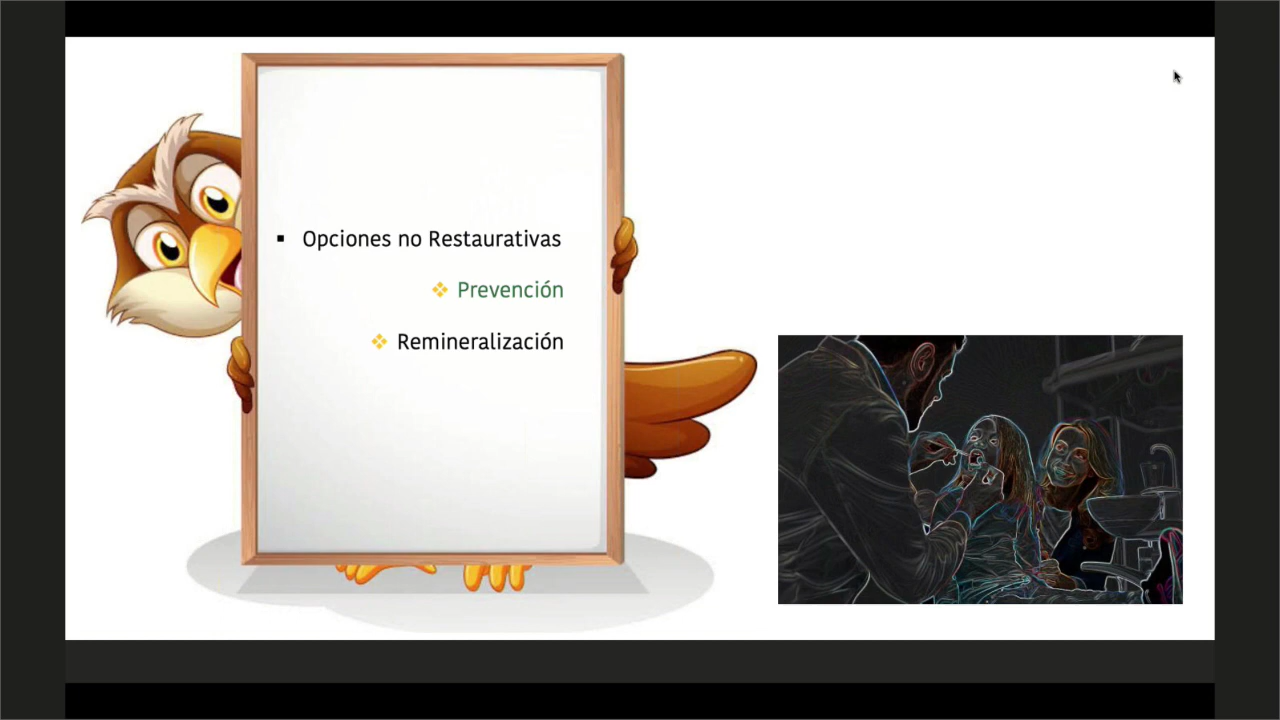 ▪ Opciones no Restaurativas
❖ Prevención
❖ Remineralización